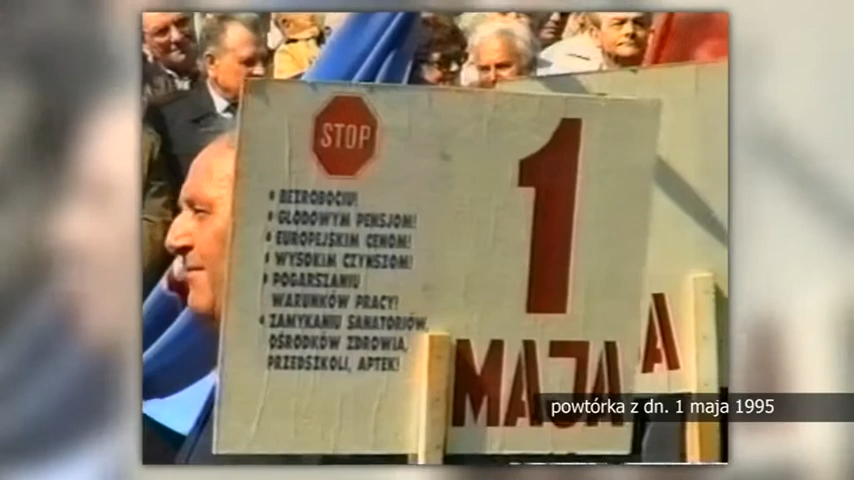 STOP
• BEZROBOCIU!
• GŁODOWYM PENSJOM!
• EUROPEJSKIM CENOM!
• WYSOKIM CZYNSZOM!
• POGARSZANIU
WARUNKÓW PRACY!
• ZAMYKANIU SANATORIÓW,
OŚRODKÓW ZDROWIA,
PRZEDSZKOLI, APTEK!
1
MAJA
A
powtórka z dn. 1 maja 1995